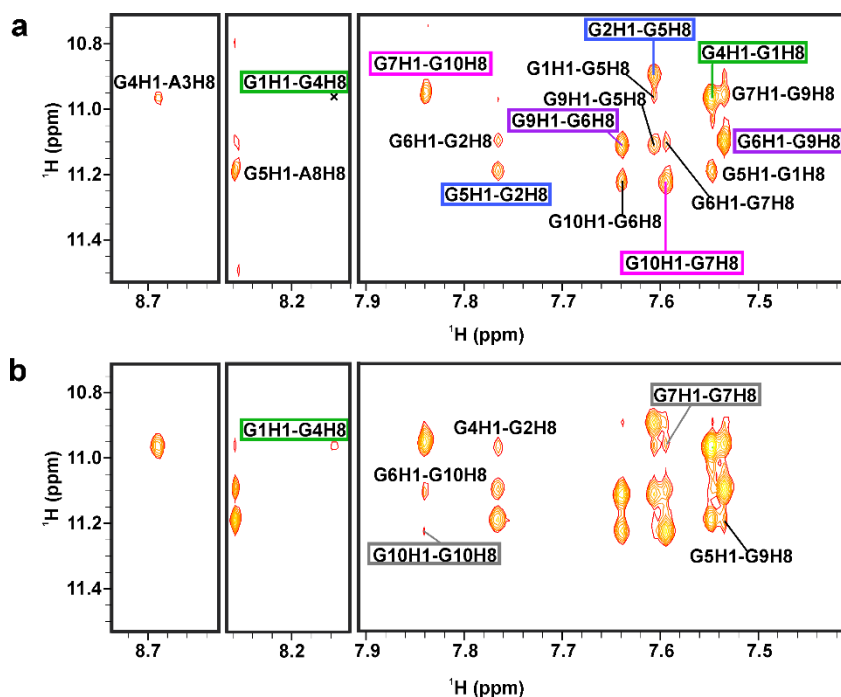 a
G2H1-G5H8
G7H1-G10H8
G4H1-G1H8
G4H1-A3H8
G1H1-G4H8
G1H1-G5H8
G7H1-G9H8
G9H1-G5H8
G9H1-G6H8
G6H1-G2H8
G6H1-G9H8
G5H1-A8H8
G5H1-G1H8
G5H1-G2H8
G6H1-G7H8
G10H1-G6H8
G10H1-G7H8
¹H (ppm)
10.8
11.0
11.2
11.4
8.7
8.2
7.9
7.8
7.7
7.6
7.5
¹H (ppm)
¹H (ppm)
b
G7H1-G7H8
G1H1-G4H8
G4H1-G2H8
G6H1-G10H8
G10H1-G10H8
G5H1-G9H8
¹H (ppm)
10.8
11.0
11.2
11.4
8.7
8.2
7.9
7.8
7.7
7.6
7.5
¹H (ppm)
¹H (ppm)